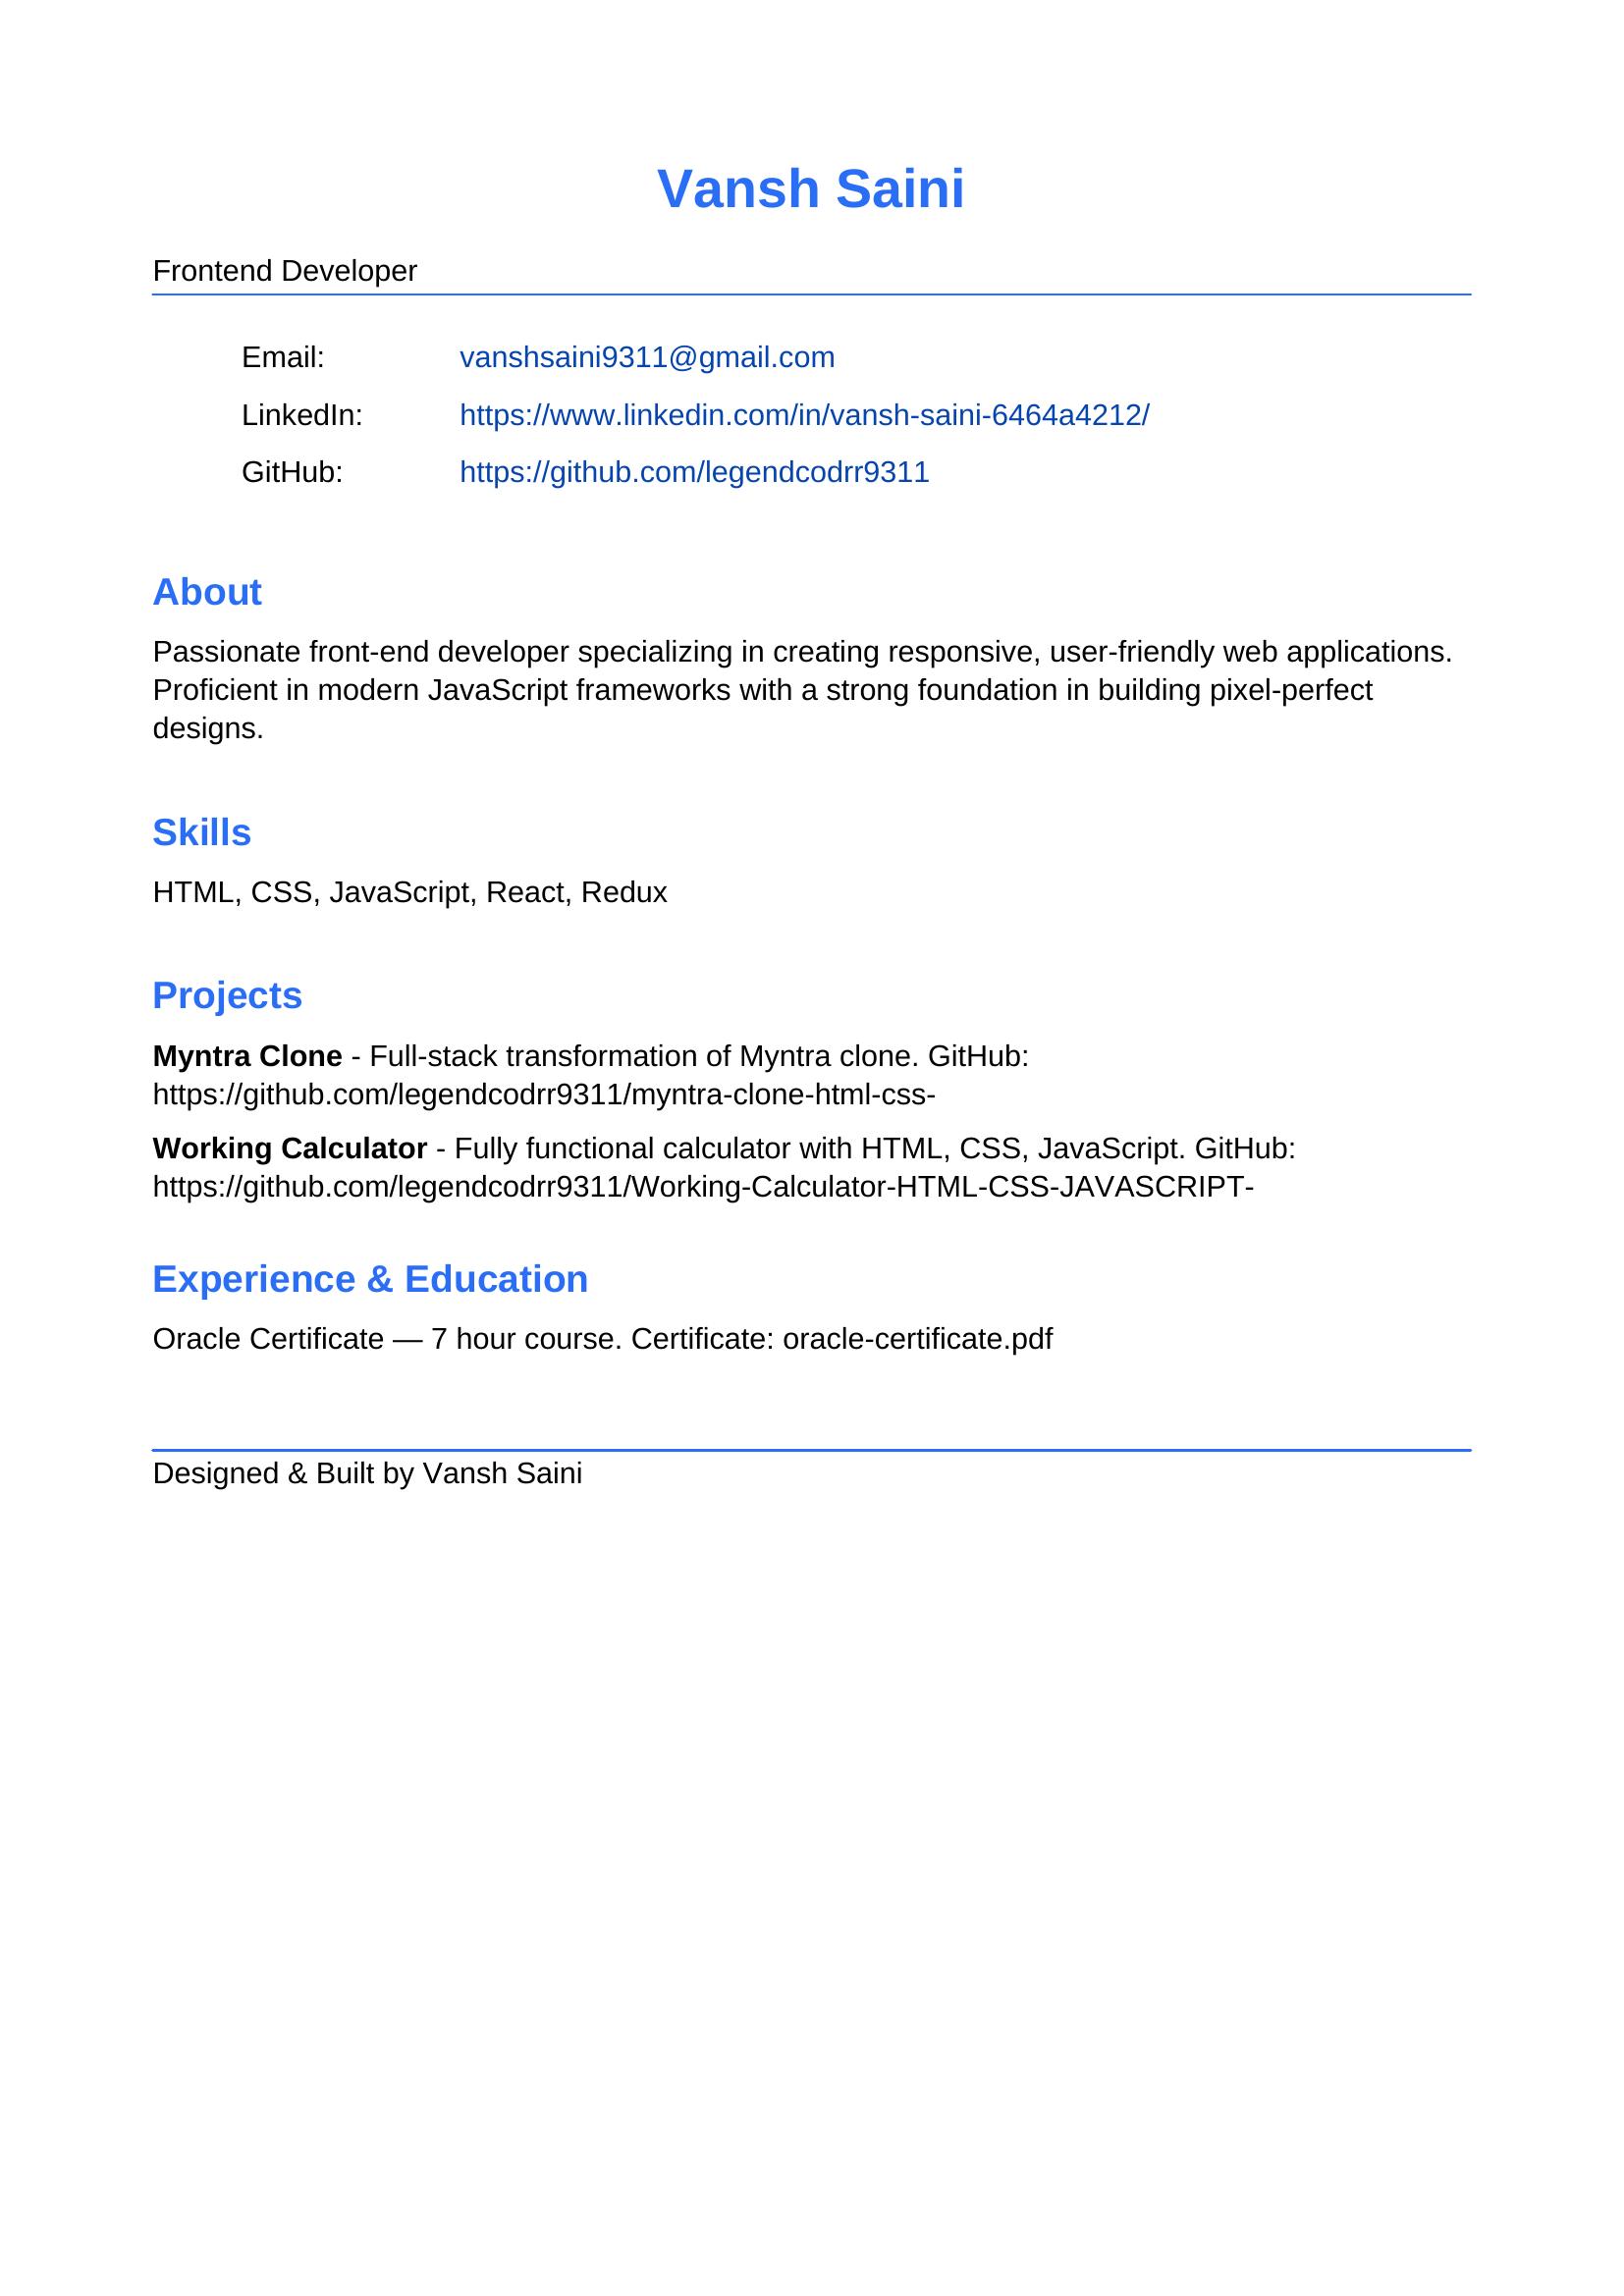 Vansh Saini
Frontend Developer
Email: vanshsaini9311@gmail.com
LinkedIn: https://www.linkedin.com/in/vansh-saini-6464a4212/
GitHub: https://github.com/legendcodrr9311
About
Passionate front-end developer specializing in creating responsive, user-friendly web applications.
Proficient in modern JavaScript frameworks with a strong foundation in building pixel-perfect
designs.
Skills
HTML, CSS, JavaScript, React, Redux
Projects
Myntra Clone - Full-stack transformation of Myntra clone. GitHub:
https://github.com/legendcodrr9311/myntra-clone-html-css-
Working Calculator - Fully functional calculator with HTML, CSS, JavaScript. GitHub:
https://github.com/legendcodrr9311/Working-Calculator-HTML-CSS-JAVASCRIPT-
Experience & Education
Oracle Certificate — 7 hour course. Certificate: oracle-certificate.pdf
Designed & Built by Vansh Saini